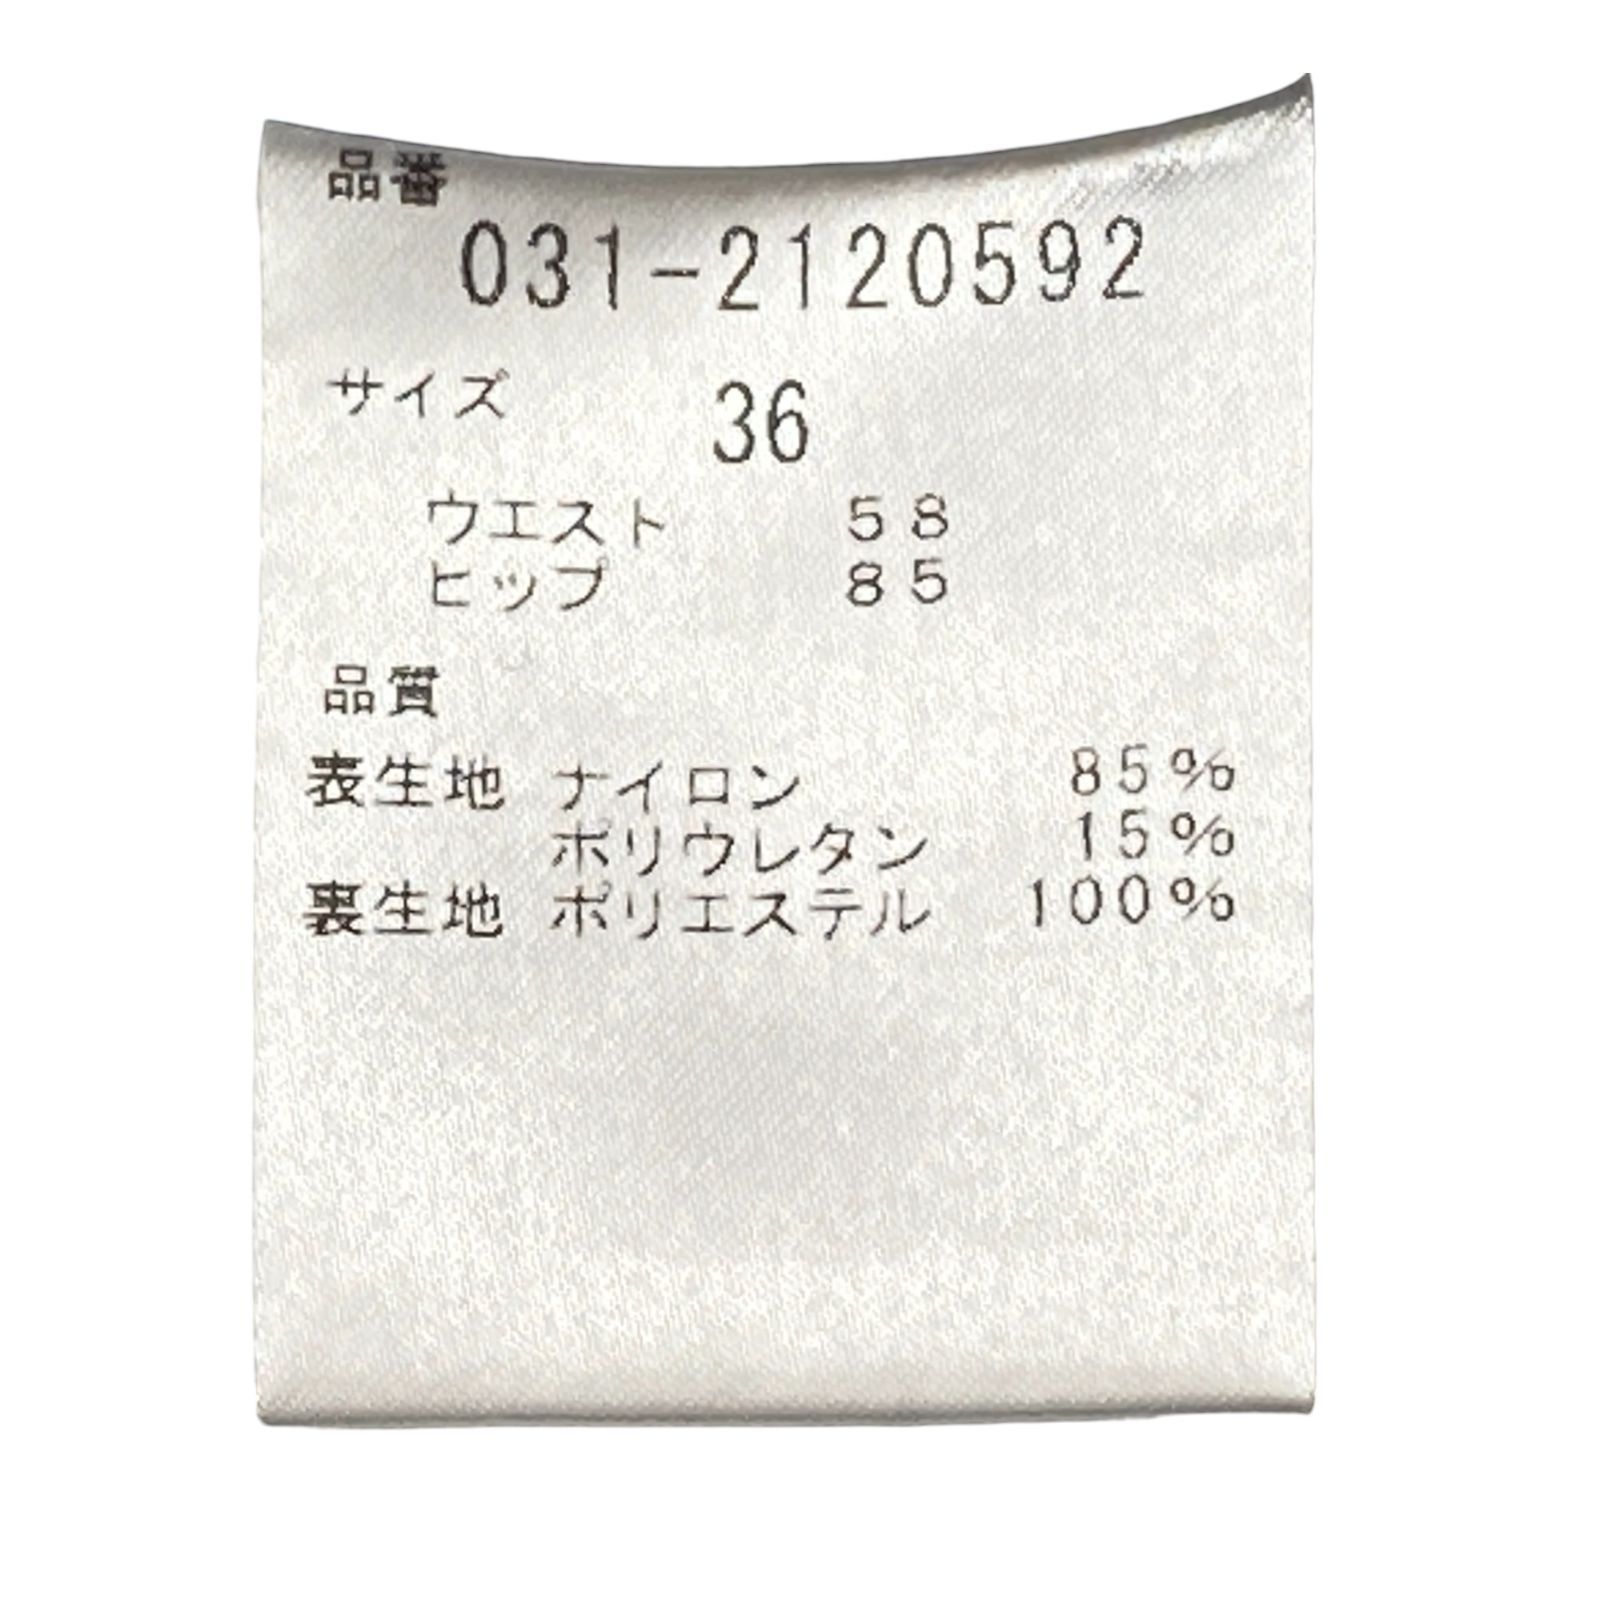 品番
031-2120592
サイズ 36
ウエスト 58
ヒップ 85
品質
表生地 ナイロン 85%
ポリウレタン 15%
裏生地 ポリエステル 100%